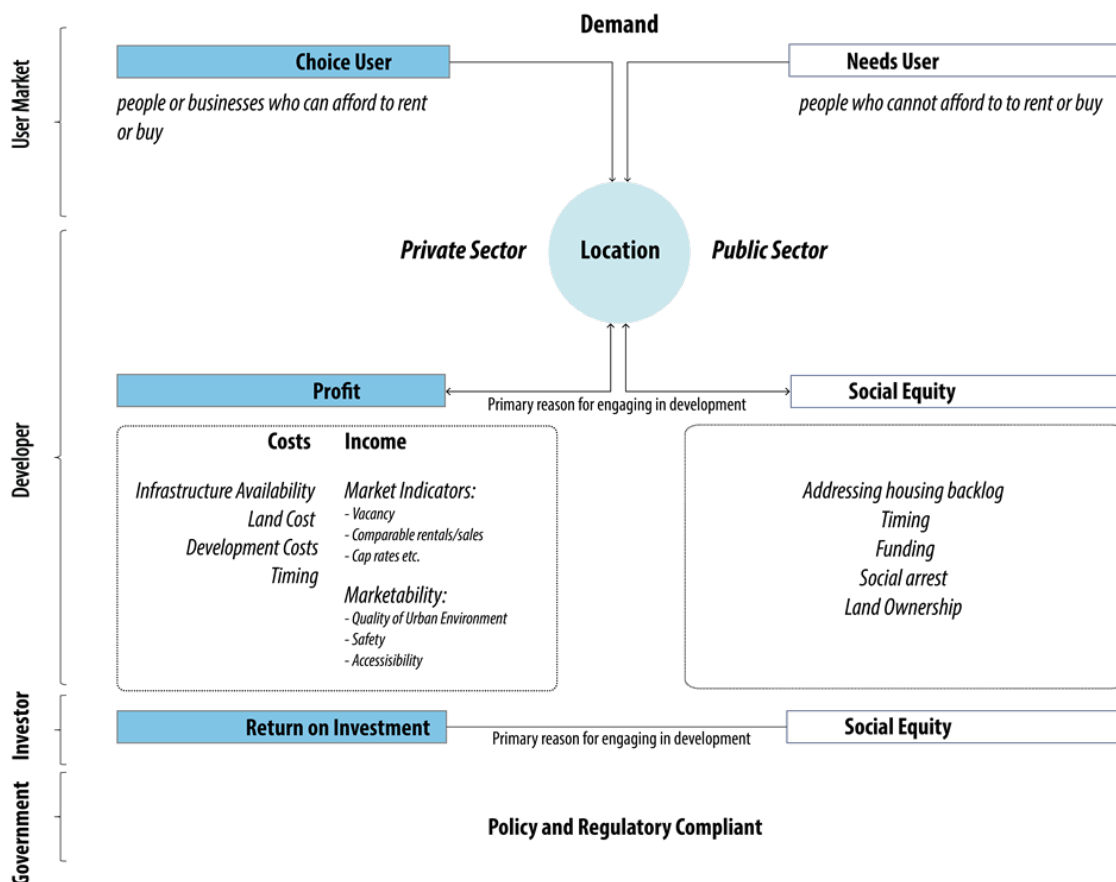 Demand
User Market
Choice User
Needs User
people or businesses who can afford to rent
or buy
people who cannot afford to to rent or buy
Private Sector
Location
Public Sector
Developer
Profit
Primary reason for engaging in development
Social Equity
Costs
Infrastructure Availability
Land Cost
Development Costs
Timing
Income
Market Indicators:
- Vacancy
- Comparable rentals/sales
- Cap rates etc.
Marketability:
- Quality of Urban Environment
- Safety
- Accessisibility
Addressing housing backlog
Timing
Funding
Social arrest
Land Ownership
Investor
Return on Investment
Primary reason for engaging in development
Social Equity
Government
Policy and Regulatory Compliant